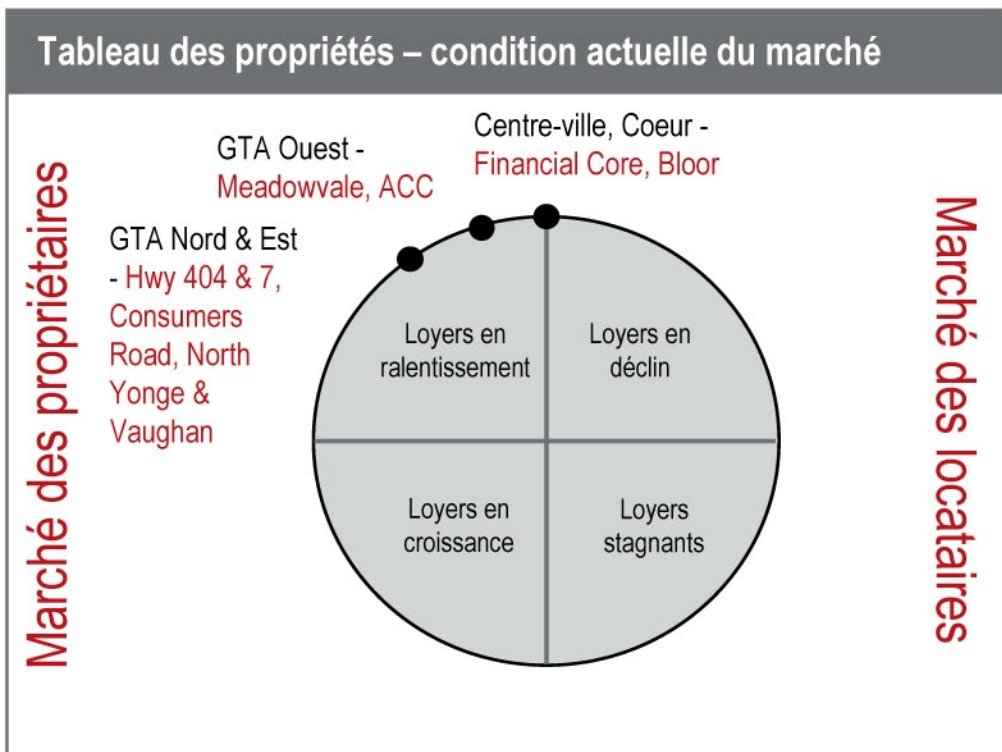 Tableau des propriétés – condition actuelle du marché
Marché des propriétaires
GTA Nord & Est
- Hwy 404 & 7,
Consumers
Road, North
Yonge &
Vaughan
GTA Ouest -
Meadowvale, ACC
Centre-ville, Coeur -
Financial Core, Bloor
Loyers en
ralentissement
Loyers en
déclin
Loyers en
croissance
Loyers
stagnants
Marché des locataires